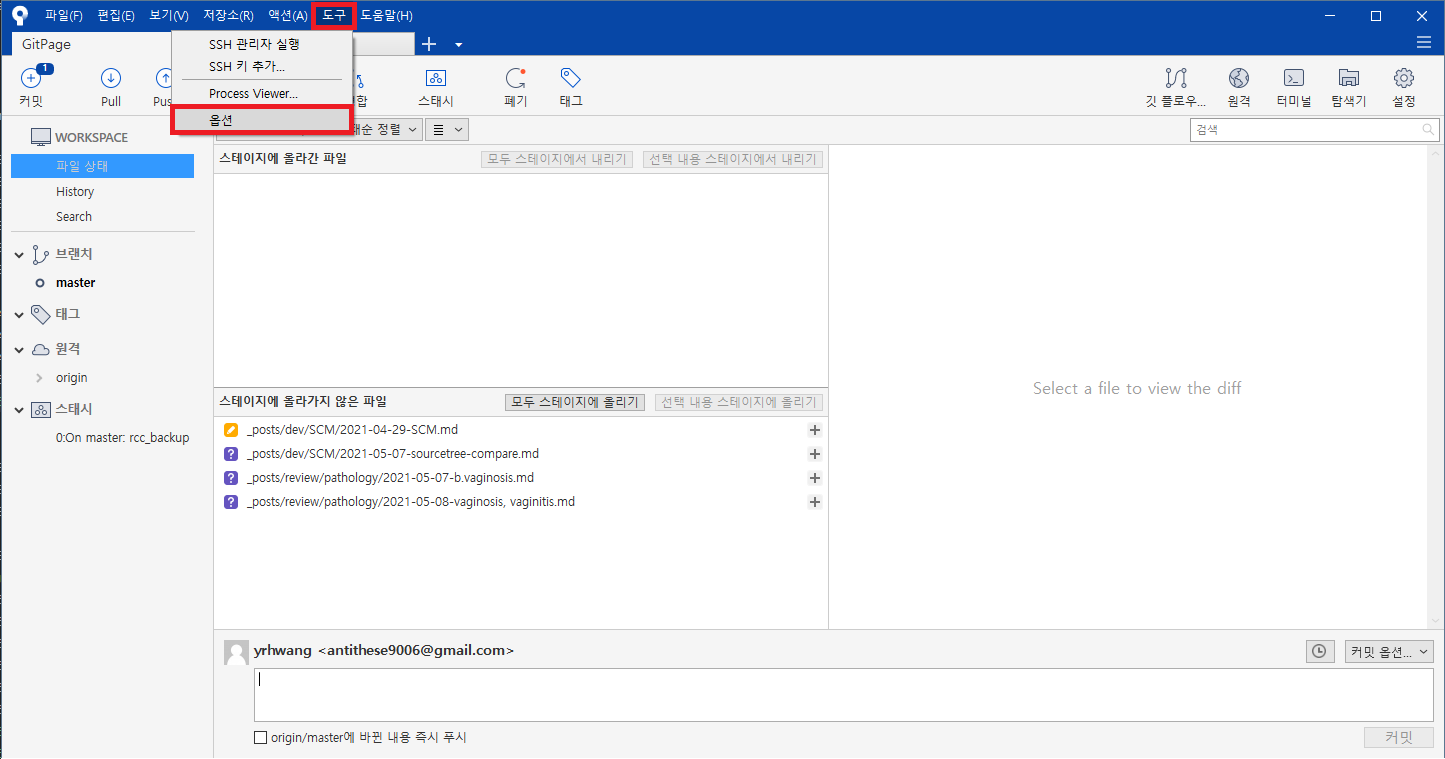 파일(F) 편집(E) 보기(V) 저장소(R) 액션(A) 도구 도움말(H)
GitPage
SSH 관리자 실행
SSH 키 추가...
Process Viewer...
옵션
1
커밋 Pull 스태시 폐기 태그 깃 플로우... 원격 터미널 탐색기 설정
WORKSPACE
파일 상태
History
Search
브랜치
master
태그
원격
origin
스태시
0:On master: rcc_backup
검색
스테이지에 올라간 파일 모두 스테이지에서 내리기 선택 내용 스테이지에서 내리기
스테이지에 올라가지 않은 파일 모두 스테이지에 올리기 선택 내용 스테이지에 올리기
_posts/dev/SCM/2021-04-29-SCM.md
_posts/dev/SCM/2021-05-07-sourcetree-compare.md
_posts/review/pathology/2021-05-07-b.vaginosis.md
_posts/review/pathology/2021-05-08-vaginosis, vaginitis.md
Select a file to view the diff
yrhwang <antithese9006@gmail.com>
커밋 옵션...
origin/master에 바뀐 내용 즉시 푸시
커밋